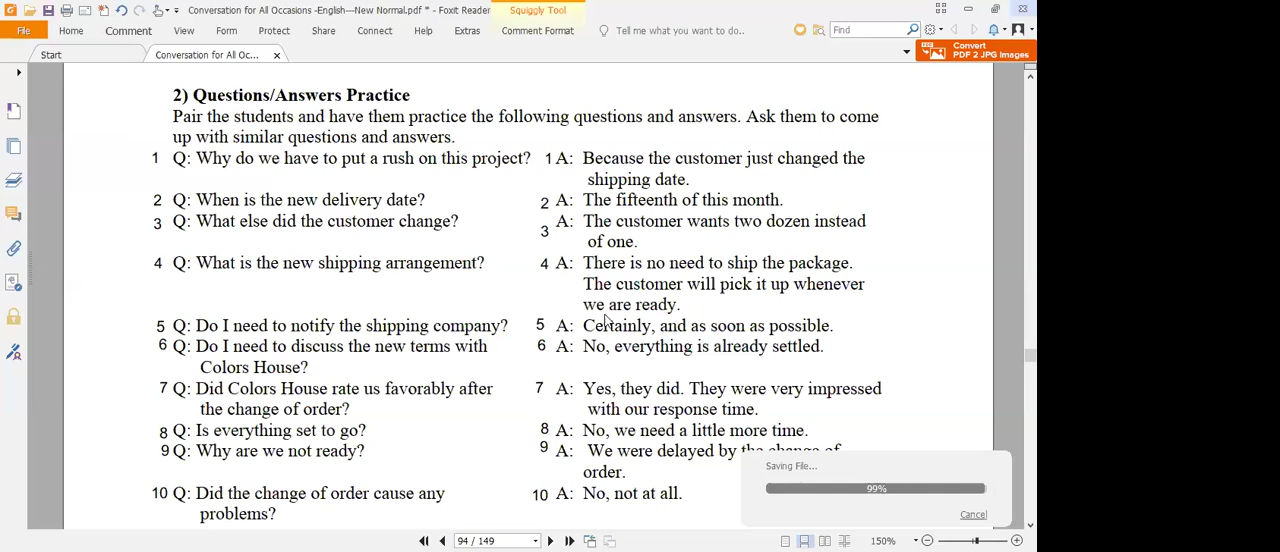 Conversation for All Occasions -English---New Normal.pdf * - Foxit Reader
Squiggly Tool
File Home Comment View Form Protect Share Connect Help Extras Comment Format Tell me what you want to do.. Find
Start Conversation for All Occ... Convert
PDF 2 JPG Images
2) Questions/Answers Practice
Pair the students and have them practice the following questions and answers. Ask them to come
up with similar questions and answers.
1 Q: Why do we have to put a rush on this project? 1 A: Because the customer just changed the
shipping date.
2 Q: When is the new delivery date? 2 A: The fifteenth of this month.
3 Q: What else did the customer change? 3 A: The customer wants two dozen instead
of one.
4 Q: What is the new shipping arrangement? 4 A: There is no need to ship the package.
The customer will pick it up whenever
we are ready.
5 Q: Do I need to notify the shipping company? 5 A: Certainly, and as soon as possible.
6 Q: Do I need to discuss the new terms with 6 A: No, everything is already settled.
Colors House?
7 Q: Did Colors House rate us favorably after 7 A: Yes, they did. They were very impressed
the change of order? with our response time.
8 Q: Is everything set to go? 8 A: No, we need a little more time.
9 Q: Why are we not ready? 9 A: We were delayed by the change of
order.
Saving File...
99%
10 Q: Did the change of order cause any 10 A: No, not at all.
problems?
Cancel
94 / 149 150%